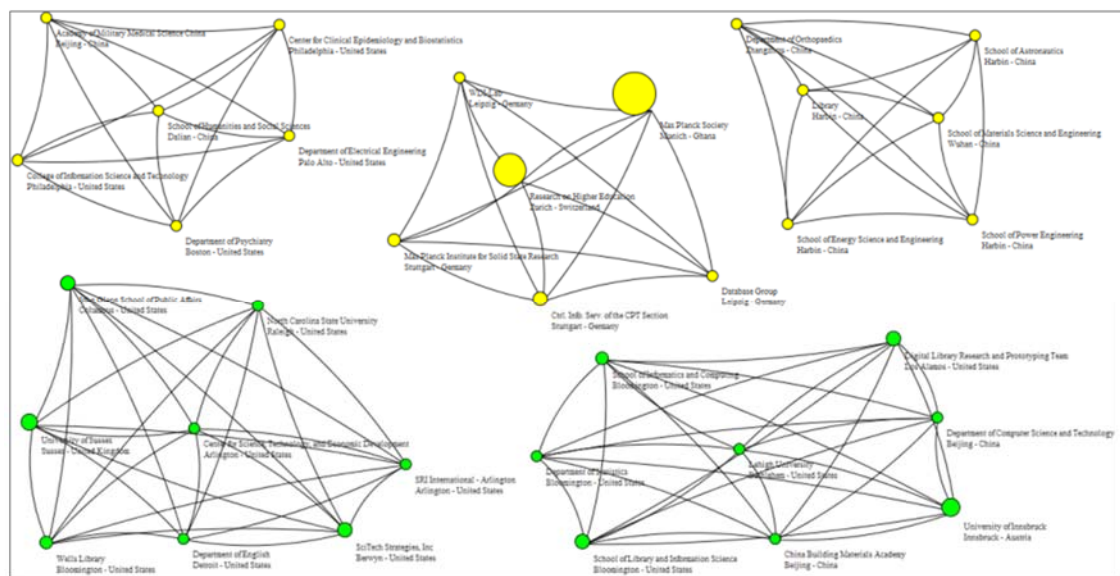 Academy of Military Medical Science China
Beijing - China
Center for Clinical Epidemiology and Biostatistics
Philadelphia - United States
School of Humanities and Social Sciences
Dalian - China
Department of Electrical Engineering
Palo Alto - United States
College of Information Science and Technology
Philadelphia - United States
Department of Psychiatry
Boston - United States
Leipzig - Germany
Max Planck Society
Munich - Ghana
Research on Higher Education
Zurich - Switzerland
Max Planck Institute for Solid State Research
Stuttgart - Germany
Database Group
Leipzig - Germany
Ctrl. Info. Serv. of the CPT Section
Stuttgart - Germany
Department of Orthopaedics
China
School of Astronautics
Harbin - China
Library
Harbin - China
School of Materials Science and Engineering
Wuhan - China
School of Energy Science and Engineering
Harbin - China
School of Power Engineering
Harbin - China
John Glenn School of Public Affairs
Columbus - United States
North Carolina State University
Raleigh - United States
University of Sussex
Sussex - United Kingdom
Center for Science, Technology, and Economic Development
Arlington - United States
SRI International - Arlington
Arlington - United States
Wells Library
Bloomington - United States
Department of English
Detroit - United States
SciTech Strategies, Inc
Berwyn - United States
School of Informatics and Computing
Bloomington - United States
Digital Library Research and Prototyping Team
Los Alamos - United States
Department of Computer Science and Technology
Beijing - China
Department of Statistics
Bloomington - United States
Lehigh University
Bethlehem - United States
University of Innsbruck
Innsbruck - Austria
School of Library and Information Science
Bloomington - United States
China Building Materials Academy
Beijing - China